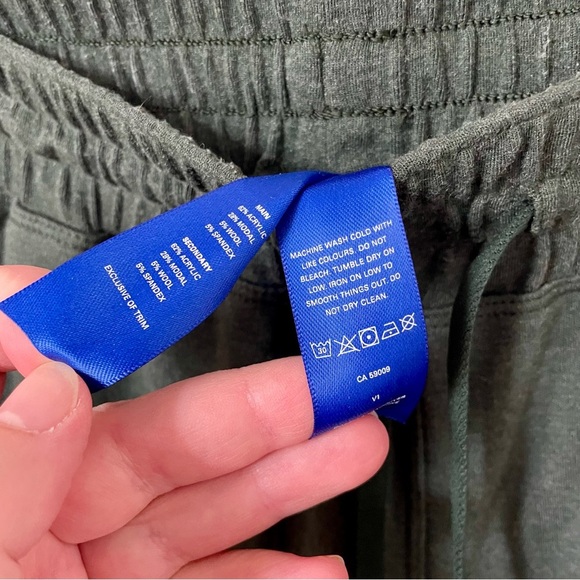 MAIN
62% ACRYLIC
28% MODAL
5% WOOL
5% SPANDEX
SECONDARY
62% ACRYLIC
28% MODAL
5% WOOL
5% SPANDEX
EXCLUSIVE OF TRIM
MACHINE WASH COLD WITH
LIKE COLOURS. DO NOT
BLEACH. TUMBLE DRY ON
LOW. IRON ON LOW TO
SMOOTH THINGS OUT. DO
NOT DRY CLEAN.
30
CA 69009